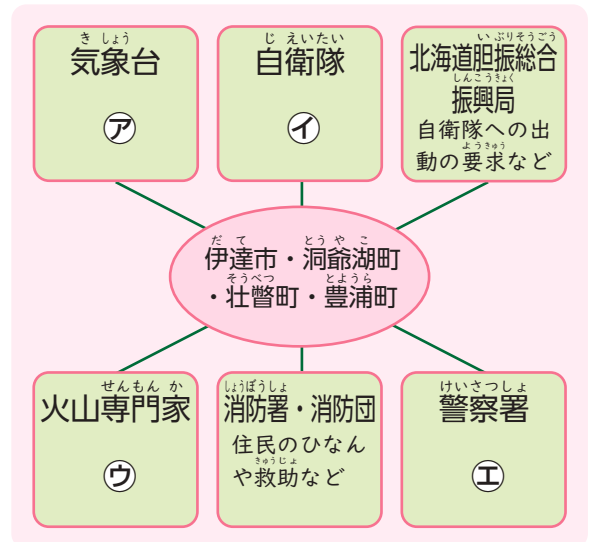 きしょう
気象台
㋐
じえいたい
自衛隊
㋑
いぶりそうごう
北海道胆振総合
しんこうきょく
振興局
自衛隊への出
ようきゅう
動の要求など
だて とうやこ
伊達市・洞爺湖町
そうべつ とようら
・壮瞥町・豊浦町
せんもんか
火山専門家
㋒
しょうぼうしょ
消防署・消防団
住民のひなん
きゅうじょ
や救助など
けいさつしょ
警察署
㋓